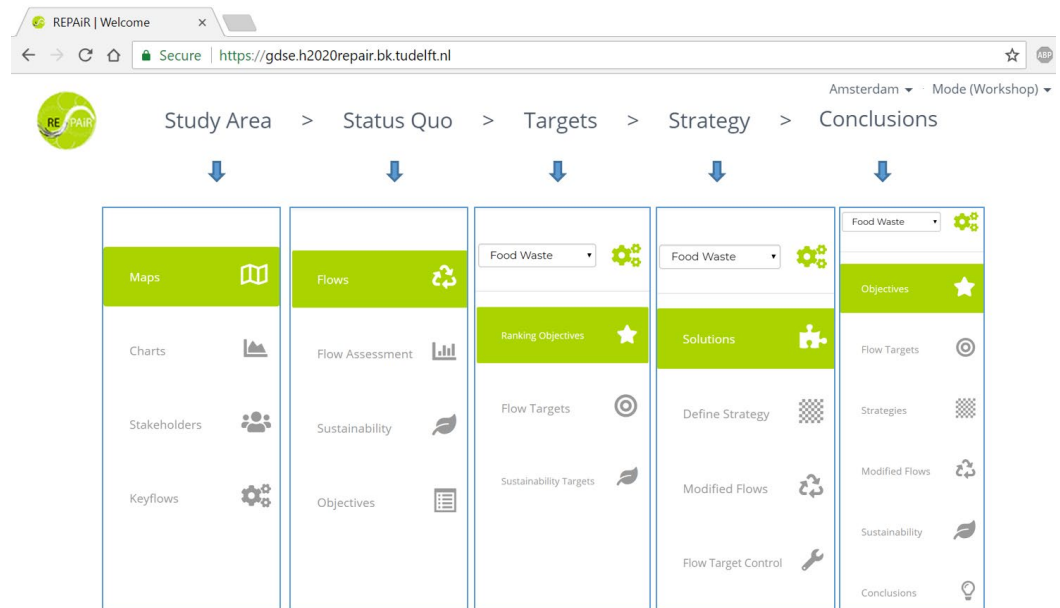 REPAiR | Welcome
Secure https://gdse.h2020repair.bk.tudelft.nl
ABP
Amsterdam Mode (Workshop)
RE PAiR
Study Area > Status Quo > Targets > Strategy > Conclusions
Maps
Charts
Stakeholders
Keyflows
Flows
Flow Assessment
Sustainability
Objectives
Food Waste
Ranking Objectives
Flow Targets
Sustainability Targets
Food Waste
Solutions
Define Strategy
Modified Flows
Flow Target Control
Food Waste
Objectives
Flow Targets
Strategies
Modified Flows
Sustainability
Conclusions